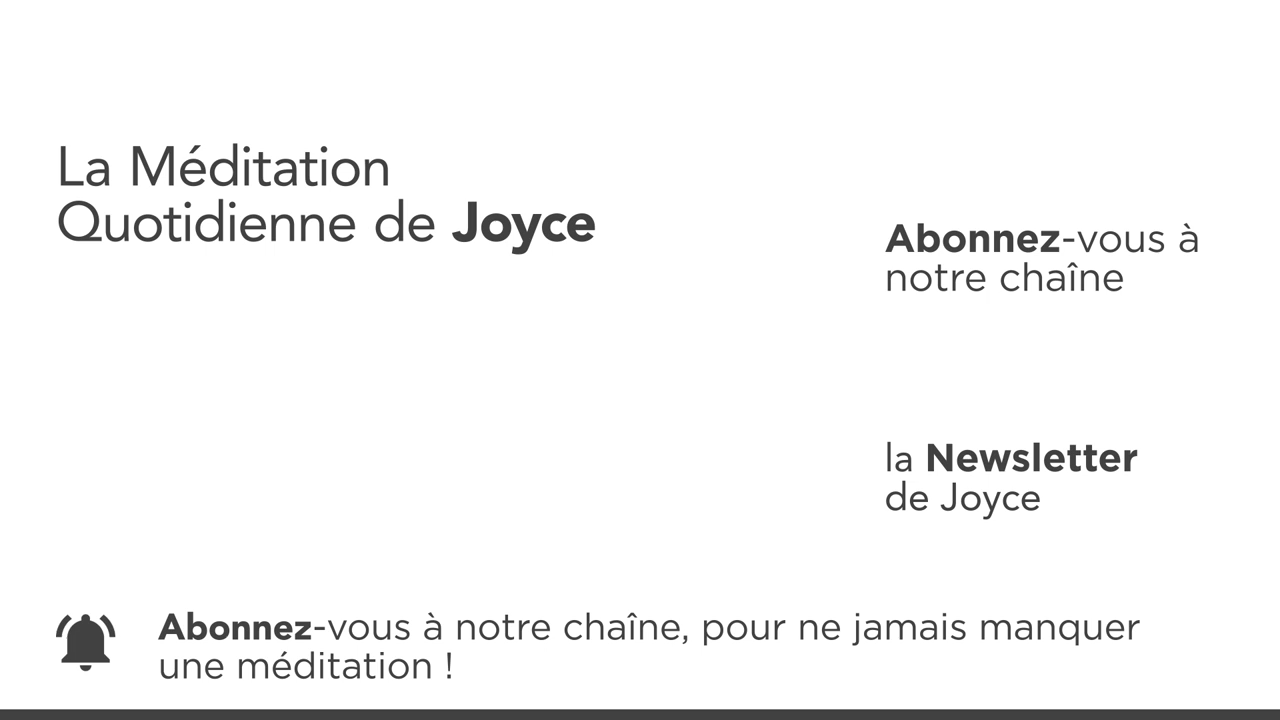 La Méditation
Quotidienne de Joyce
Abonnez-vous à
notre chaîne
la Newsletter
de Joyce
Abonnez-vous à notre chaîne, pour ne jamais manquer
une méditation !